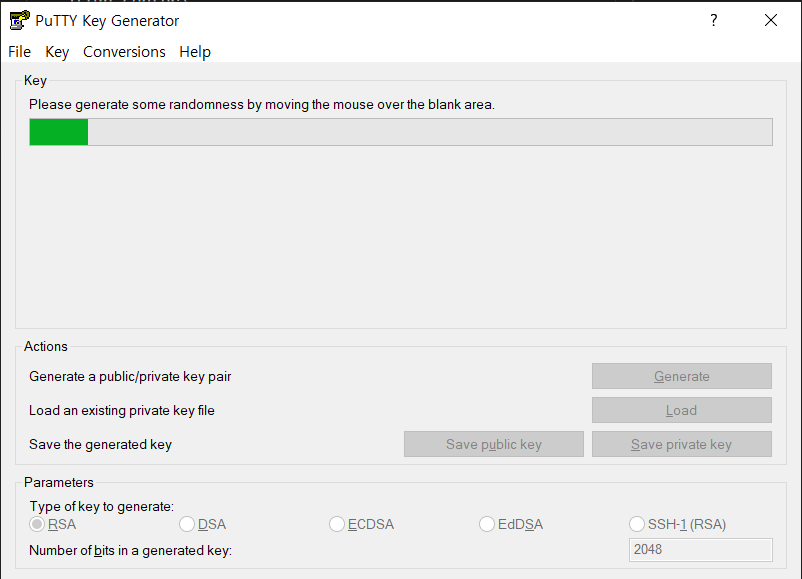 PuTTY Key Generator
?
File Key Conversions Help
Key
Please generate some randomness by moving the mouse over the blank area.
Actions
Generate a public/private key pair
Generate
Load an existing private key file
Load
Save the generated key
Save public key
Save private key
Parameters
Type of key to generate:
RSA DSA ECDSA EdDSA SSH-1 (RSA)
Number of bits in a generated key:
2048